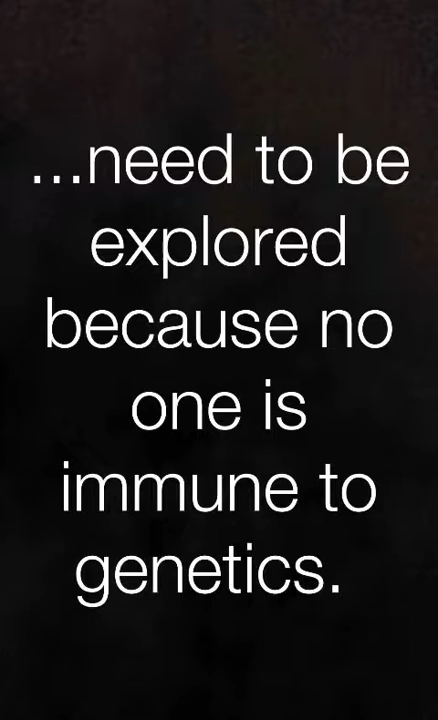 ...need to be
explored
because no
one is
immune to
genetics.